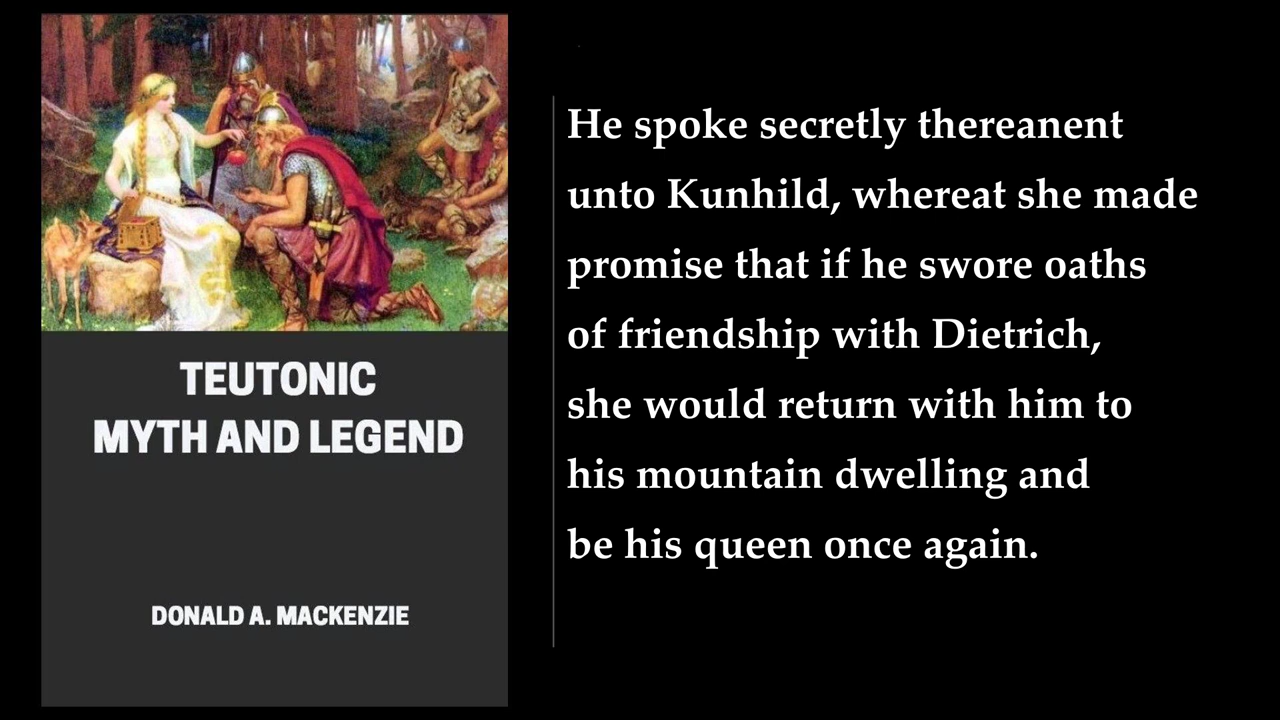 TEUTONIC
MYTH AND LEGEND
DONALD A. MACKENZIE
He spoke secretly thereanent
unto Kunhild, whereat she made
promise that if he swore oaths
of friendship with Dietrich,
she would return with him to
his mountain dwelling and
be his queen once again.